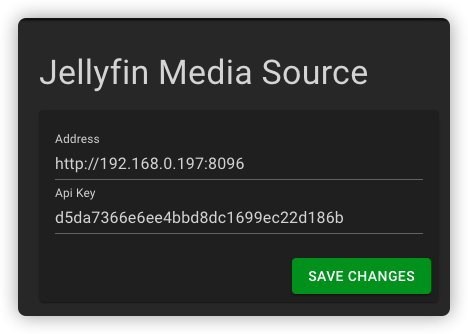 Jellyfin Media Source
Address
http://192.168.0.197:8096
Api Key
d5da7366e6ee4bbd8dc1699ec22d186b
SAVE CHANGES